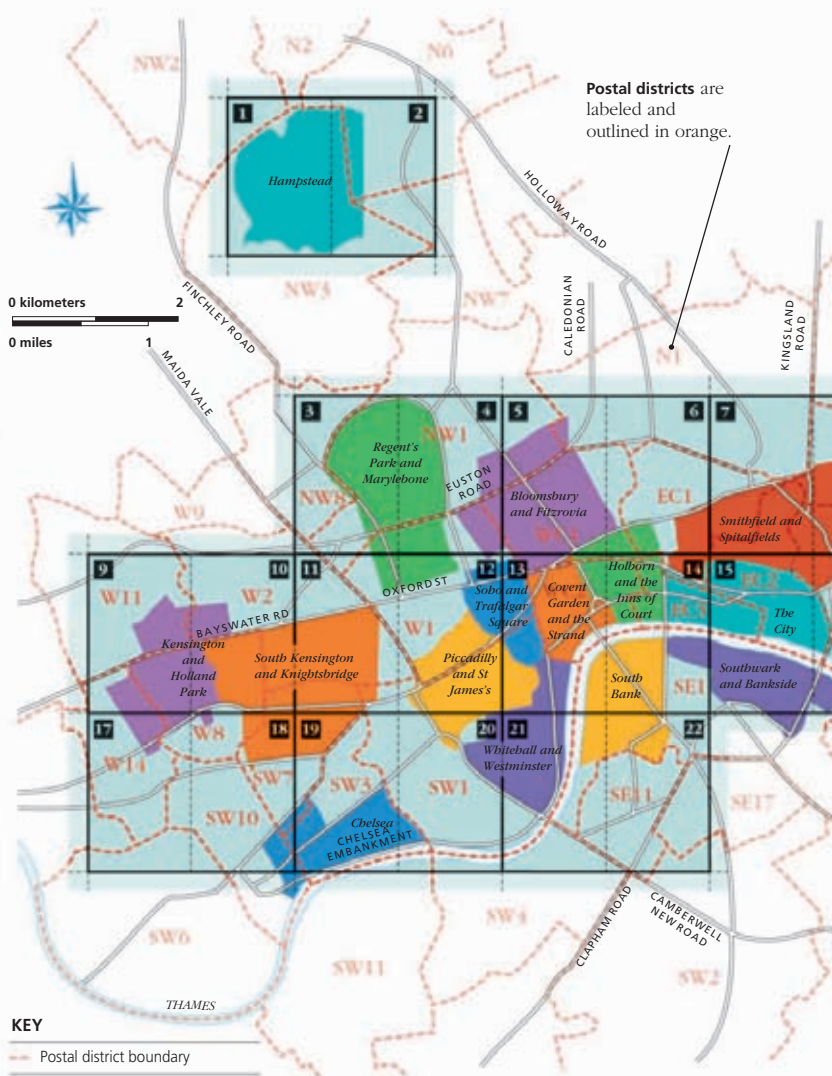 NW2
N2
N6
Postal districts are
labeled and
outlined in orange.
1
2
Hampstead
HOLLOWAY ROAD
0 kilometers 2
0 miles 1
FINCHLEY ROAD
NW3
NW7
CALEDONIAN
ROAD
N1
KINGSLAND
ROAD
MAIDA VALE
3
4
5
6
7
Regent's
Park and
Marylebone
NW1
NW8
EUSTON
ROAD
Bloomsbury
and Fitzrovia
EC1
Smithfield and
Spitalfields
W9
9
10
11
12
13
14
15
W11
W2
OXFORD ST
Soho and
Trafalgar
Square
Covent
Garden
and the
Strand
Holborn
and the
Inns of
Court
The
City
BAYSWATER RD
W1
Kensington
and
Holland
Park
South Kensington
and Knightsbridge
Piccadilly
and St
James's
South
Bank
SE1
Southwark
and Bankside
17
18
19
20
21
22
W8
W14
SW7
SW3
SW1
Whitehall and
Westminster
SW10
SE11
SE17
Chelsea
CHELSEA
EMBANKMENT
SW6
SW4
CLAPHAM ROAD
CAMBERWELL
NEW ROAD
SW11
SW2
THAMES
KEY
Postal district boundary